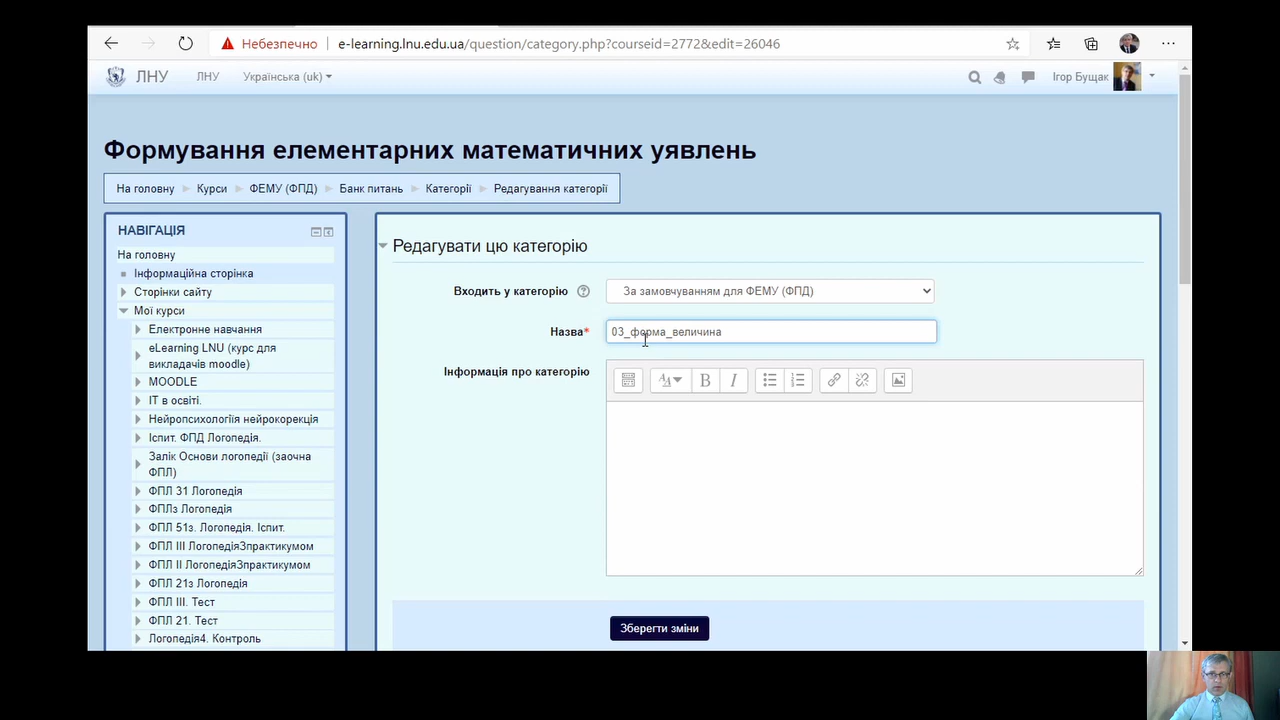 Небезпечно e-learning.lnu.edu.ua/question/category.php?courseid=2772&edit=26046
ЛНУ ЛНУ Українська (uk) Ігор Бущак
Формування елементарних математичних уявлень
На головну Курси ФЕМУ (ФПД) Банк питань Категорії Редагування категорії
НАВІГАЦІЯ
На головну
Інформаційна сторінка
Сторінки сайту
Мої курси
Електронне навчання
eLearning LNU (курс для
викладачів moodle)
MOODLE
ІТ в освіті.
Нейропсихологіїя нейрокорекція
Іспит. ФПД Логопедія.
Залік Основи логопедії (заочна
ФПЛ)
ФПЛ 31 Логопедія
ФПЛз Логопедія
ФПЛ 51з. Логопедія. Іспит.
ФПЛ ІІІ ЛогопедіяЗпрактикумом
ФПЛ ІІ ЛогопедіяЗпрактикумом
ФПЛ 21з Логопедія
ФПЛ ІІІ. Тест
ФПЛ 21. Тест
Логопедія4. Контроль
Редагувати цю категорію
Входить у категорію За замовчуванням для ФЕМУ (ФПД)
Назва* 03_форма_величина
Інформація про категорію
Зберегти зміни